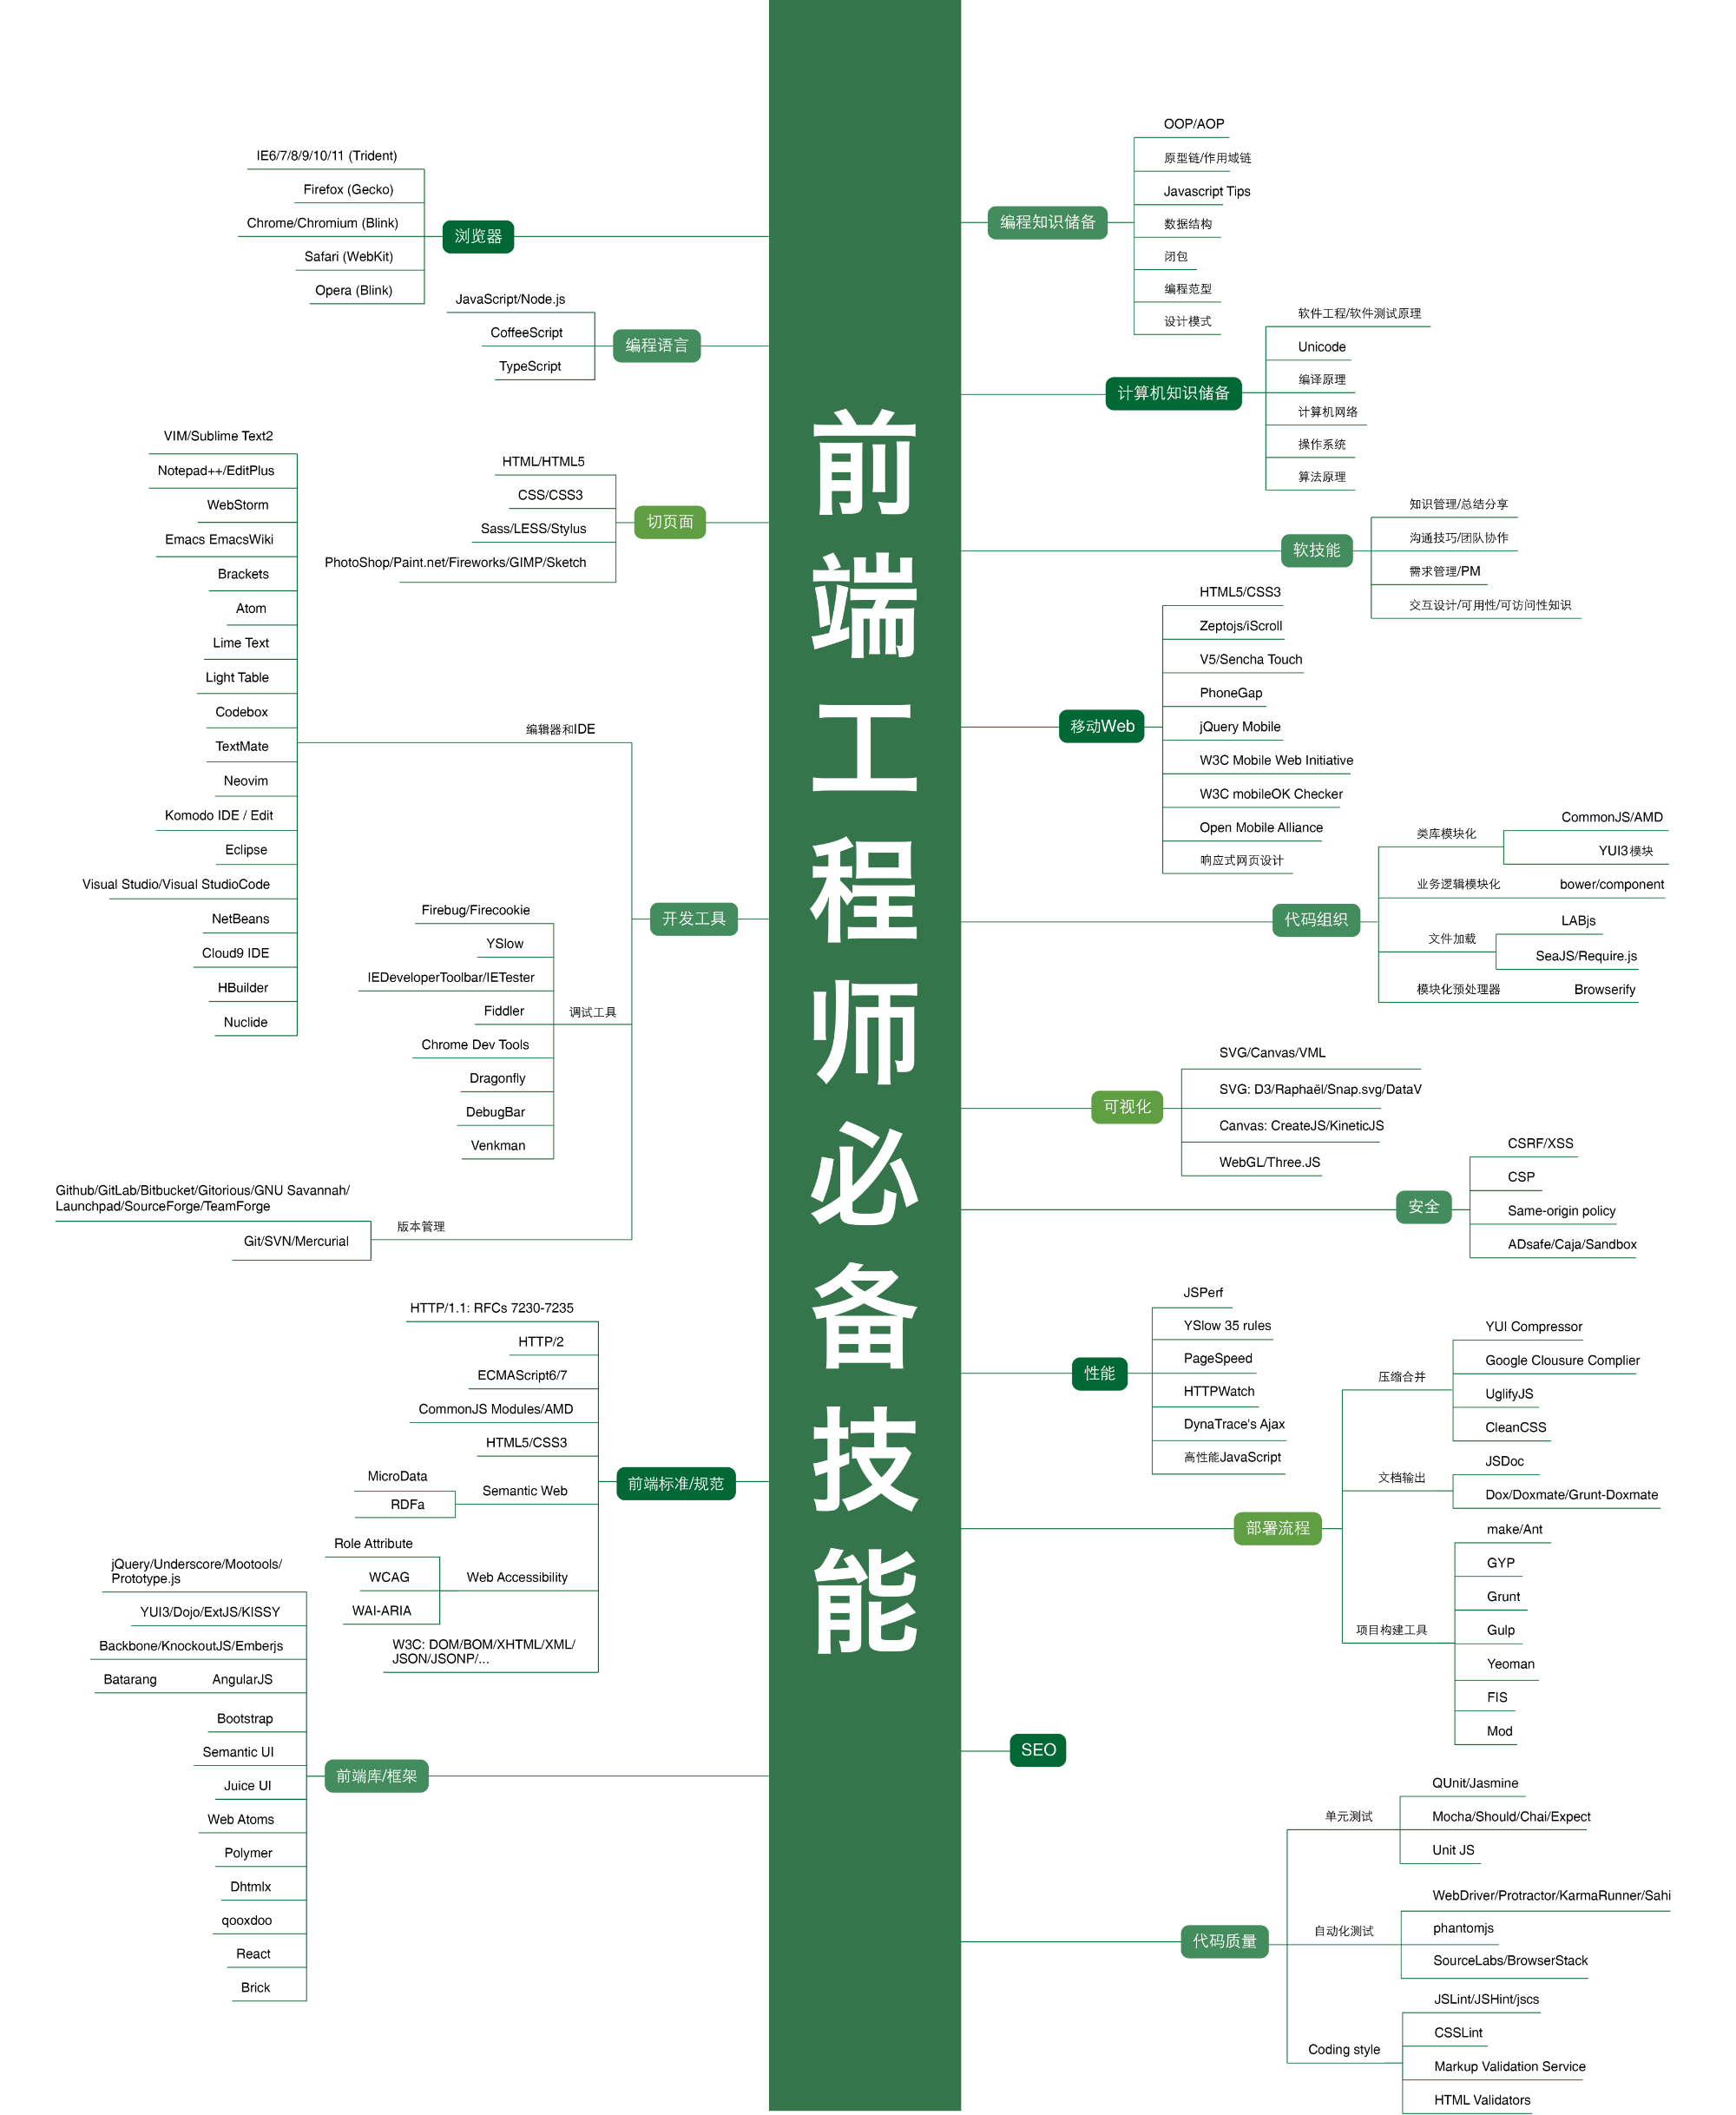 前端工程师必备技能
浏览器
IE6/7/8/9/10/11 (Trident)
Firefox (Gecko)
Chrome/Chromium (Blink)
Safari (WebKit)
Opera (Blink)
编程语言
JavaScript/Node.js
CoffeeScript
TypeScript
切页面
HTML/HTML5
CSS/CSS3
Sass/LESS/Stylus
PhotoShop/Paint.net/Fireworks/GIMP/Sketch
开发工具
编辑器和IDE
VIM/Sublime Text2
Notepad++/EditPlus
WebStorm
Emacs EmacsWiki
Brackets
Atom
Lime Text
Light Table
Codebox
TextMate
Neovim
Komodo IDE / Edit
Eclipse
Visual Studio/Visual StudioCode
NetBeans
Cloud9 IDE
HBuilder
Nuclide
调试工具
Firebug/Firecookie
YSlow
IEDeveloperToolbar/IETester
Fiddler
Chrome Dev Tools
Dragonfly
DebugBar
Venkman
版本管理
Github/GitLab/Bitbucket/Gitorious/GNU Savannah/
Launchpad/SourceForge/TeamForge
Git/SVN/Mercurial
前端标准/规范
HTTP/1.1: RFCs 7230-7235
HTTP/2
ECMAScript6/7
CommonJS Modules/AMD
HTML5/CSS3
Semantic Web
MicroData
RDFa
Web Accessibility
Role Attribute
WCAG
WAI-ARIA
W3C: DOM/BOM/XHTML/XML/
JSON/JSONP/...
前端库/框架
jQuery/Underscore/Mootools/
Prototype.js
YUI3/Dojo/ExtJS/KISSY
Backbone/KnockoutJS/Emberjs
Batarang AngularJS
Bootstrap
Semantic UI
Juice UI
Web Atoms
Polymer
Dhtmlx
qooxdoo
React
Brick
编程知识储备
OOP/AOP
原型链/作用域链
Javascript Tips
数据结构
闭包
编程范型
设计模式
计算机知识储备
软件工程/软件测试原理
Unicode
编译原理
计算机网络
操作系统
算法原理
软技能
知识管理/总结分享
沟通技巧/团队协作
需求管理/PM
交互设计/可用性/可访问性知识
移动Web
HTML5/CSS3
Zeptojs/iScroll
V5/Sencha Touch
PhoneGap
jQuery Mobile
W3C Mobile Web Initiative
W3C mobileOK Checker
Open Mobile Alliance
响应式网页设计
代码组织
类库模块化
CommonJS/AMD
YUI3模块
业务逻辑模块化 bower/component
文件加载
LABjs
SeaJS/Require.js
模块化预处理器 Browserify
可视化
SVG/Canvas/VML
SVG: D3/Raphaël/Snap.svg/DataV
Canvas: CreateJS/KineticJS
WebGL/Three.JS
安全
CSRF/XSS
CSP
Same-origin policy
ADsafe/Caja/Sandbox
性能
JSPerf
YSlow 35 rules
PageSpeed
HTTPWatch
DynaTrace's Ajax
高性能JavaScript
部署流程
压缩合并
YUI Compressor
Google Clousure Complier
UglifyJS
CleanCSS
文档输出
JSDoc
Dox/Doxmate/Grunt-Doxmate
项目构建工具
make/Ant
GYP
Grunt
Gulp
Yeoman
FIS
Mod
SEO
代码质量
单元测试
QUnit/Jasmine
Mocha/Should/Chai/Expect
Unit JS
自动化测试
WebDriver/Protractor/KarmaRunner/Sahi
phantomjs
SourceLabs/BrowserStack
Coding style
JSLint/JSHint/jscs
CSSLint
Markup Validation Service
HTML Validators